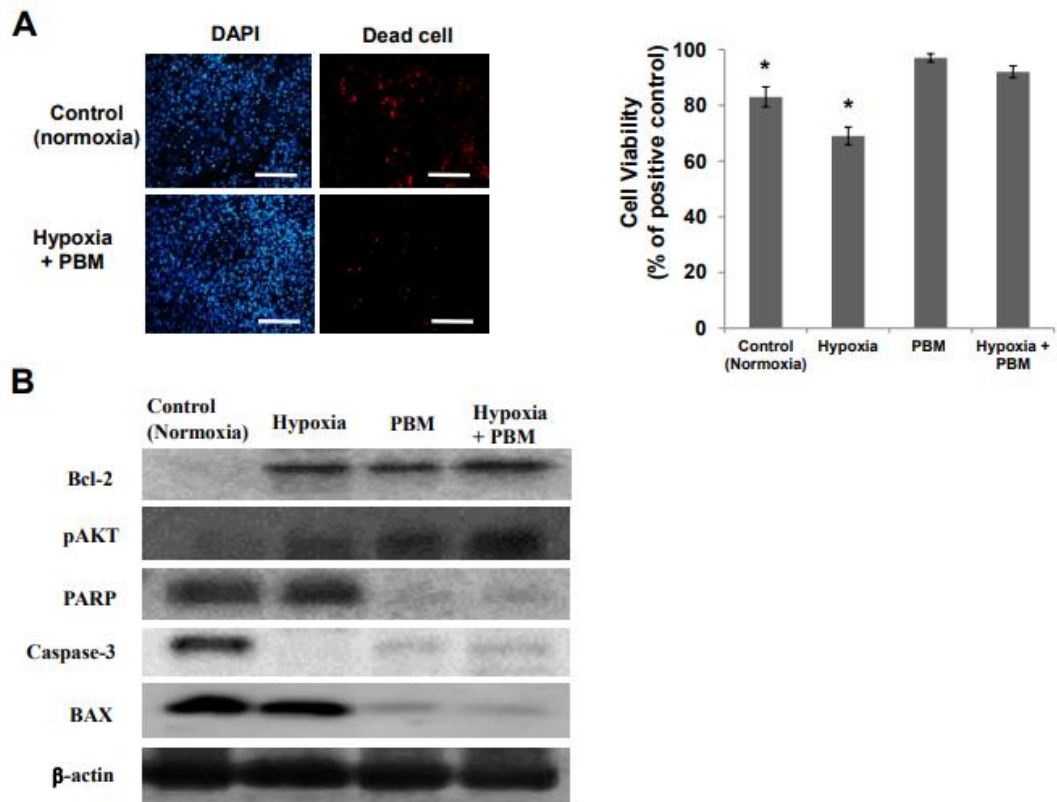 A
DAPI
Dead cell
Control
(normoxia)
Hypoxia
+ PBM
Cell Viability
(% of positive control)
100
80
60
40
20
0
*
*
Control
(Normoxia)
Hypoxia
PBM
Hypoxia +
PBM
B
Control
(Normoxia)
Hypoxia
PBM
Hypoxia
+ PBM
Bcl-2
pAKT
PARP
Caspase-3
BAX
β-actin